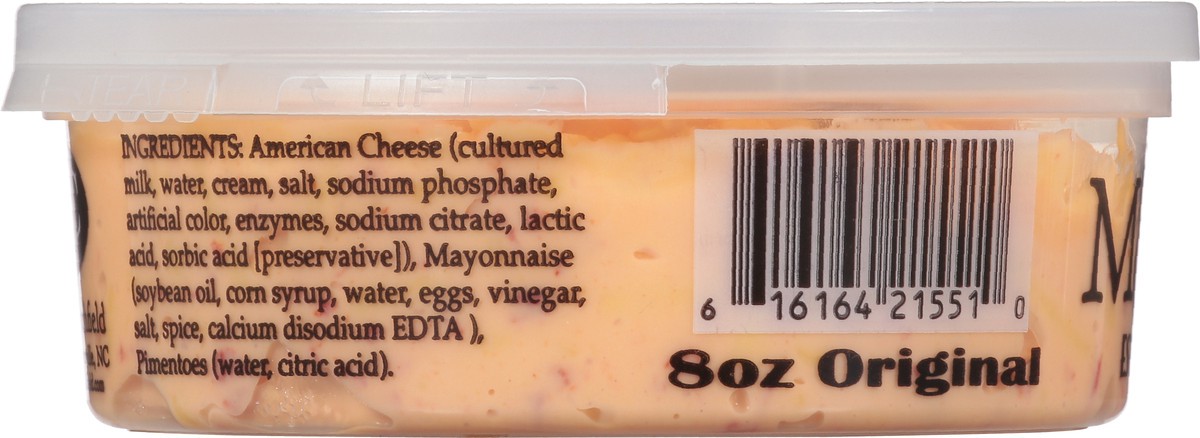 TEAR
LIFT
INGREDIENTS: American Cheese (cultured
milk, water, cream, salt, sodium phosphate,
artificial color, enzymes, sodium citrate, lactic
acid, sorbic acid [preservative]), Mayonnaise
(soybean oil, corn syrup, water, eggs, vinegar,
salt, spice, calcium disodium EDTA ),
Pimentoes (water, citric acid).
6 16164 21551 0
8oz Original
NC
M